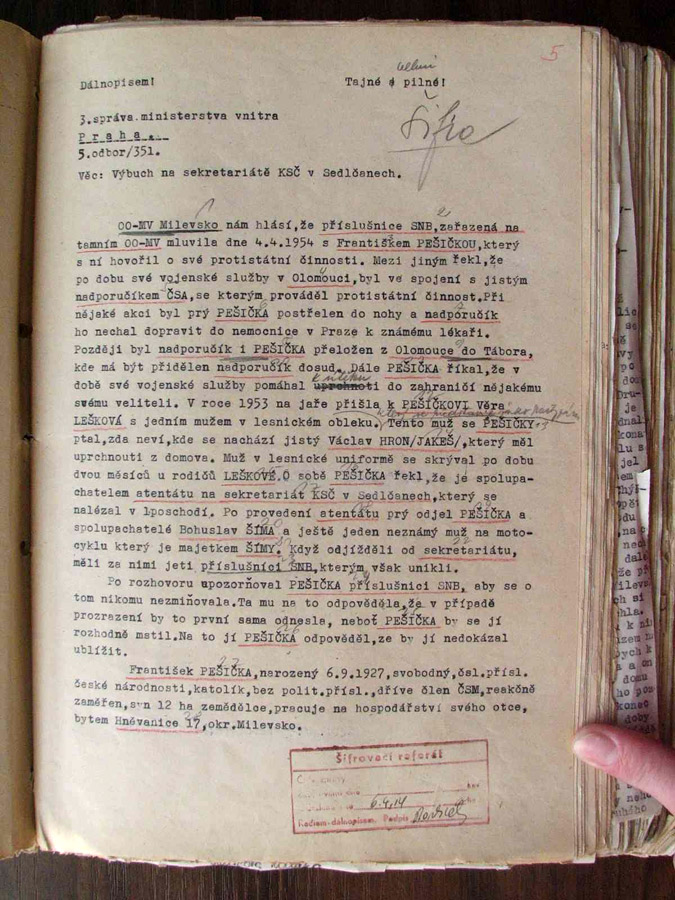 5
velmi
Dálnopisem! Tajné a pilné!
3.správa ministerstva vnitra
Praha.
Šifra
5.odbor/351.
Věc: Výbuch na sekretariátě KSČ v Sedlčanech.
OO-MV Milevsko nám hlásí,že příslušnice SNB,zařazená na
tamním OO-MV mluvila dne 4.4.1954 s Františkem PEŠIČKOU,který
s ní hovořil o své protistátní činnosti. Mezi jiným řekl,že
po dobu své vojenské služby v Olomouci,byl ve spojení s jistým
nadporučíkem ČSA,se kterým prováděl protistátní činnost.Při
nějaké akci byl prý PEŠIČKA postřelen do nohy a nadporučík
ho nechal dopravit do nemocnice v Praze k známému lékaři.
Později byl nadporučík i PEŠIČKA přeložen z Olomouce do Tábora,
kde má být přidělen nadporučík dosud. Dále PEŠIČKA říkal,že v
k útěku
době své vojenské služby pomáhal uprchnouti do zahraničí nějakému
svému veliteli. V roce 1953 na jaře přišla k PEŠIČKOVI Věra
LEŠKOVÁ s jedním mužem v lesnickém obleku. Tento muž se PEŠIČKY
ptal,zda neví,kde se nachází jistý Václav HRON/JAKEŠ/,který měl
uprchnouti z domova. Muž v lesnické uniformě se skrýval po dobu
dvou měsíců u rodičů LEŠKOVÉ.O sobě PEŠIČKA řekl,že je spolupa-
chatelem atentátu na sekretariát KSČ v Sedlčanech,který se
nalézal v I.poschodí. Po provedení atentátu prý odjel PEŠIČKA a
spolupachatelé Bohuslav ŠÍMA a ještě jeden neznámý muž na moto-
cyklu který je majetkem ŠÍMY. Když odjížděli od sekretariátu,
měli za nimi jeti příslušníci SNB,kterým však unikli.
Po rozhovoru upozorňoval PEŠIČKA příslušnici SNB, aby se o
tom nikomu nezmiňovala.Ta mu na to odpověděla,že v případě
prozrazení by to první sama odnesla, neboť PEŠIČKA by se jí
rozhodně mstil.Na to jí PEŠIČKA odpověděl,že by jí nedokázal
ublížit.
František PEŠIČKA,narozený 6.9.1927,svobodný,čsl.přísl.
české národnosti,katolík,bez polit.přísl.,dříve člen ČSM,reakčně
zaměřen,syn 12 ha zemědělce,pracuje na hospodářství svého otce,
bytem Hněvanice 17,okr.Milevsko.
Šifrovací referát
Radiem-dálnopisem. Podpis